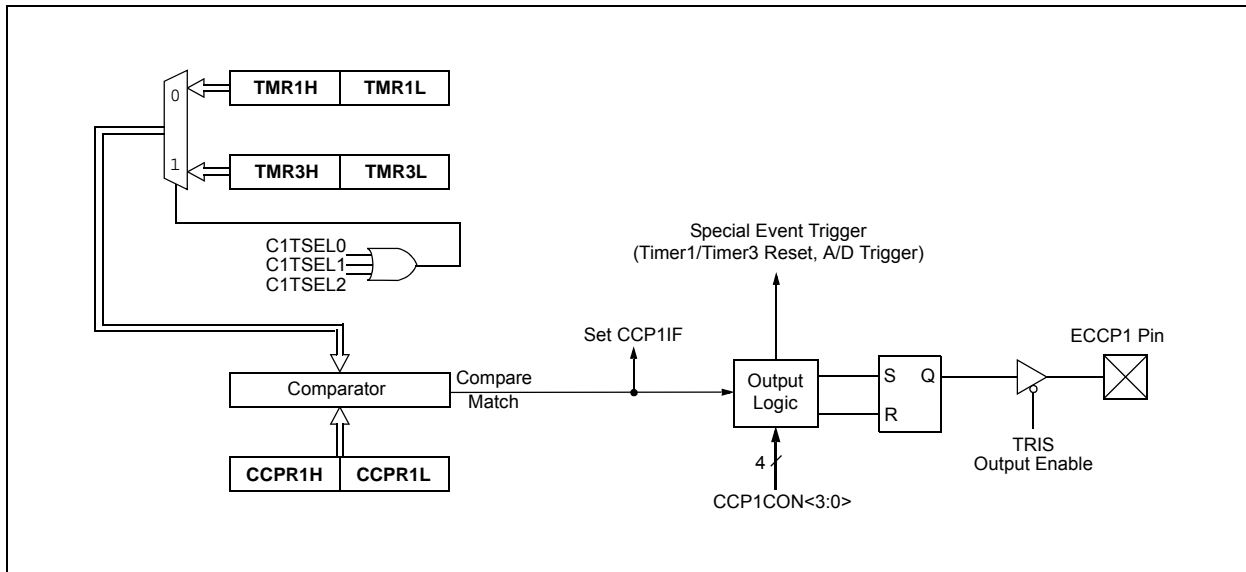 0
TMR1H TMR1L
1
TMR3H TMR3L
C1TSEL0
C1TSEL1
C1TSEL2
Special Event Trigger
(Timer1/Timer3 Reset, A/D Trigger)
Set CCP1IF
ECCP1 Pin
Comparator
Compare
Match
Output
Logic
S Q
R
TRIS
Output Enable
4
CCPR1H CCPR1L
CCP1CON<3:0>